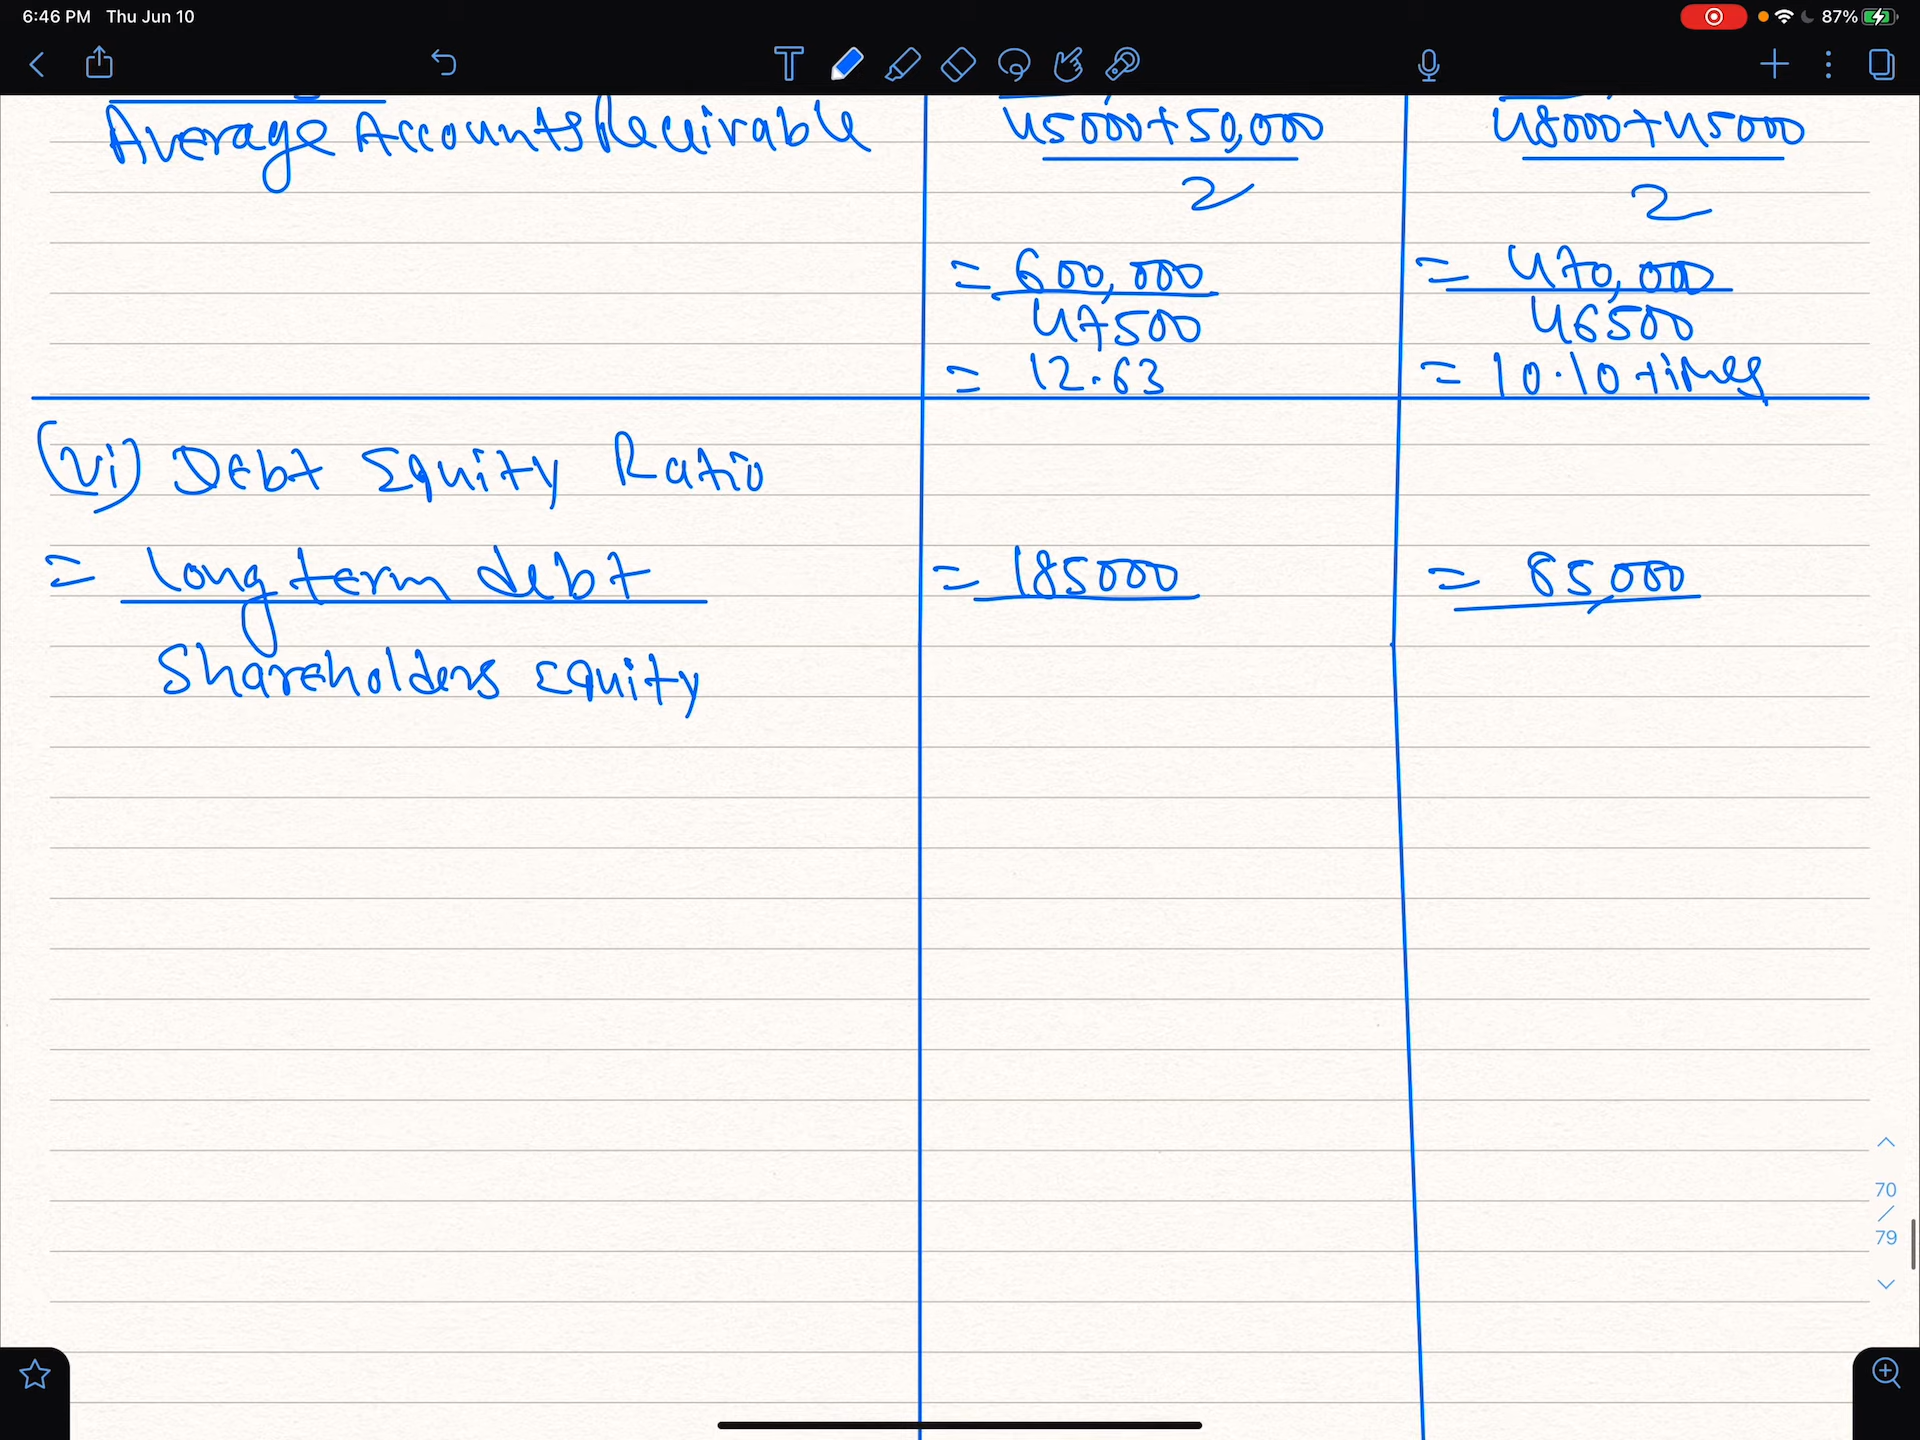 6:46 PM Thu Jun 10
87%
Average Accounts Receivable
45000+50,000
2
48000+45000
2
= 600,000
47500
= 12.63
= 470,000
46500
= 10.10 times
(vi) Debt Equity Ratio
= long term debt
Shareholders Equity
= 185000
= 85,000
70
/
79